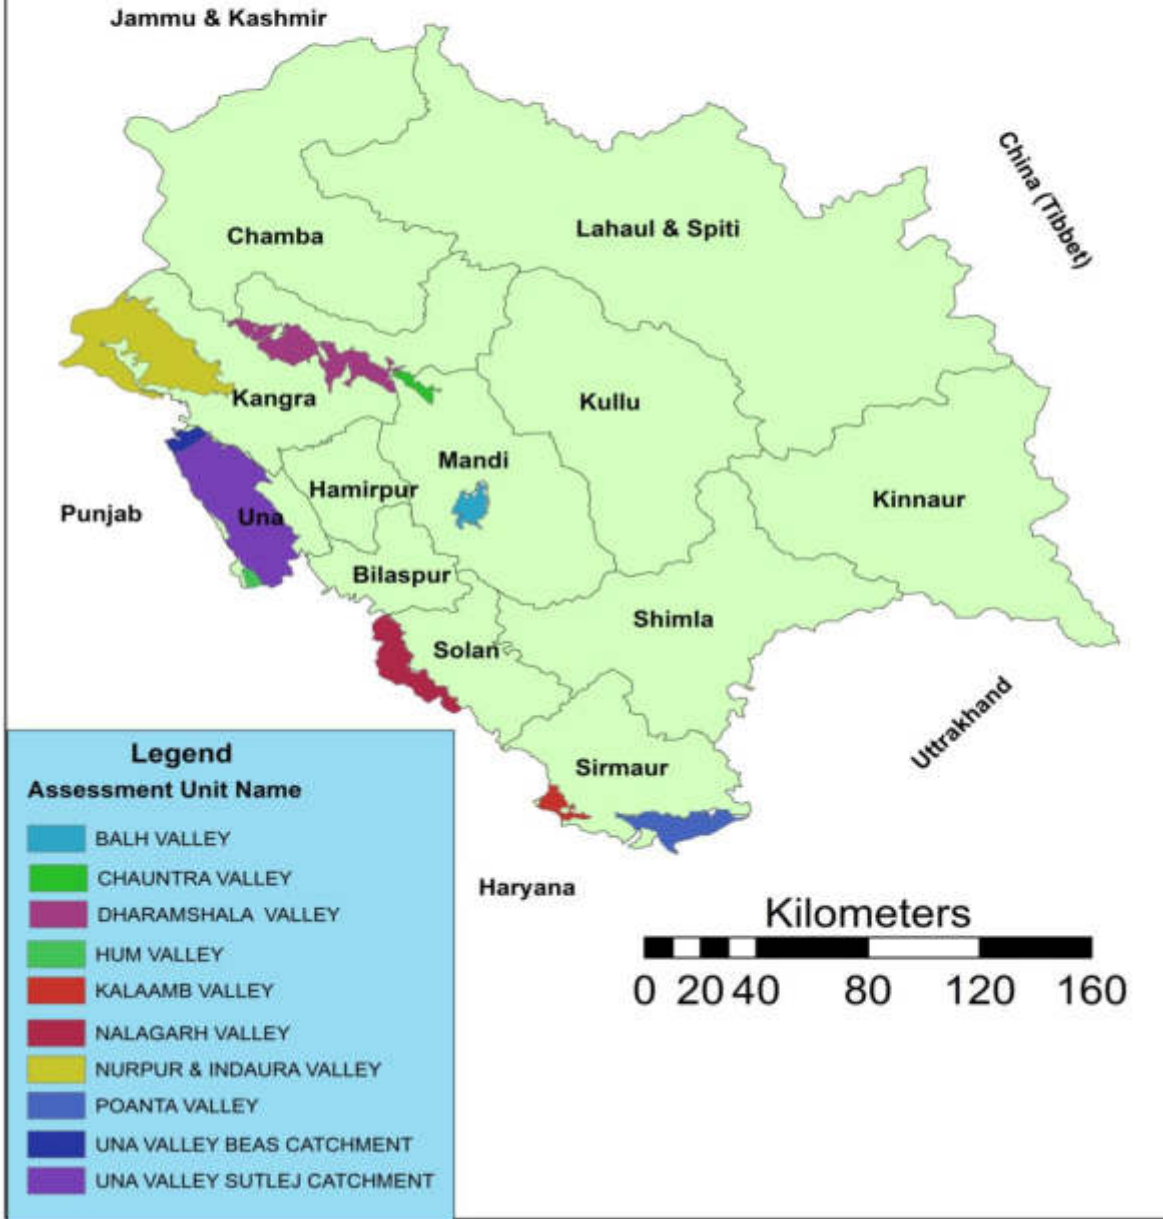 Jammu & Kashmir
China (Tibbet)
Chamba
Lahaul & Spiti
Kangra
Kullu
Mandi
Hamirpur
Kinnaur
Punjab
Una
Bilaspur
Shimla
Solan
Uttrakhand
Sirmaur
Haryana
Legend
Assessment Unit Name
BALH VALLEY
CHAUNTRA VALLEY
DHARAMSHALA VALLEY
HUM VALLEY
KALAAMB VALLEY
NALAGARH VALLEY
NURPUR & INDAURA VALLEY
POANTA VALLEY
UNA VALLEY BEAS CATCHMENT
UNA VALLEY SUTLEJ CATCHMENT
Kilometers
0 20 40 80 120 160